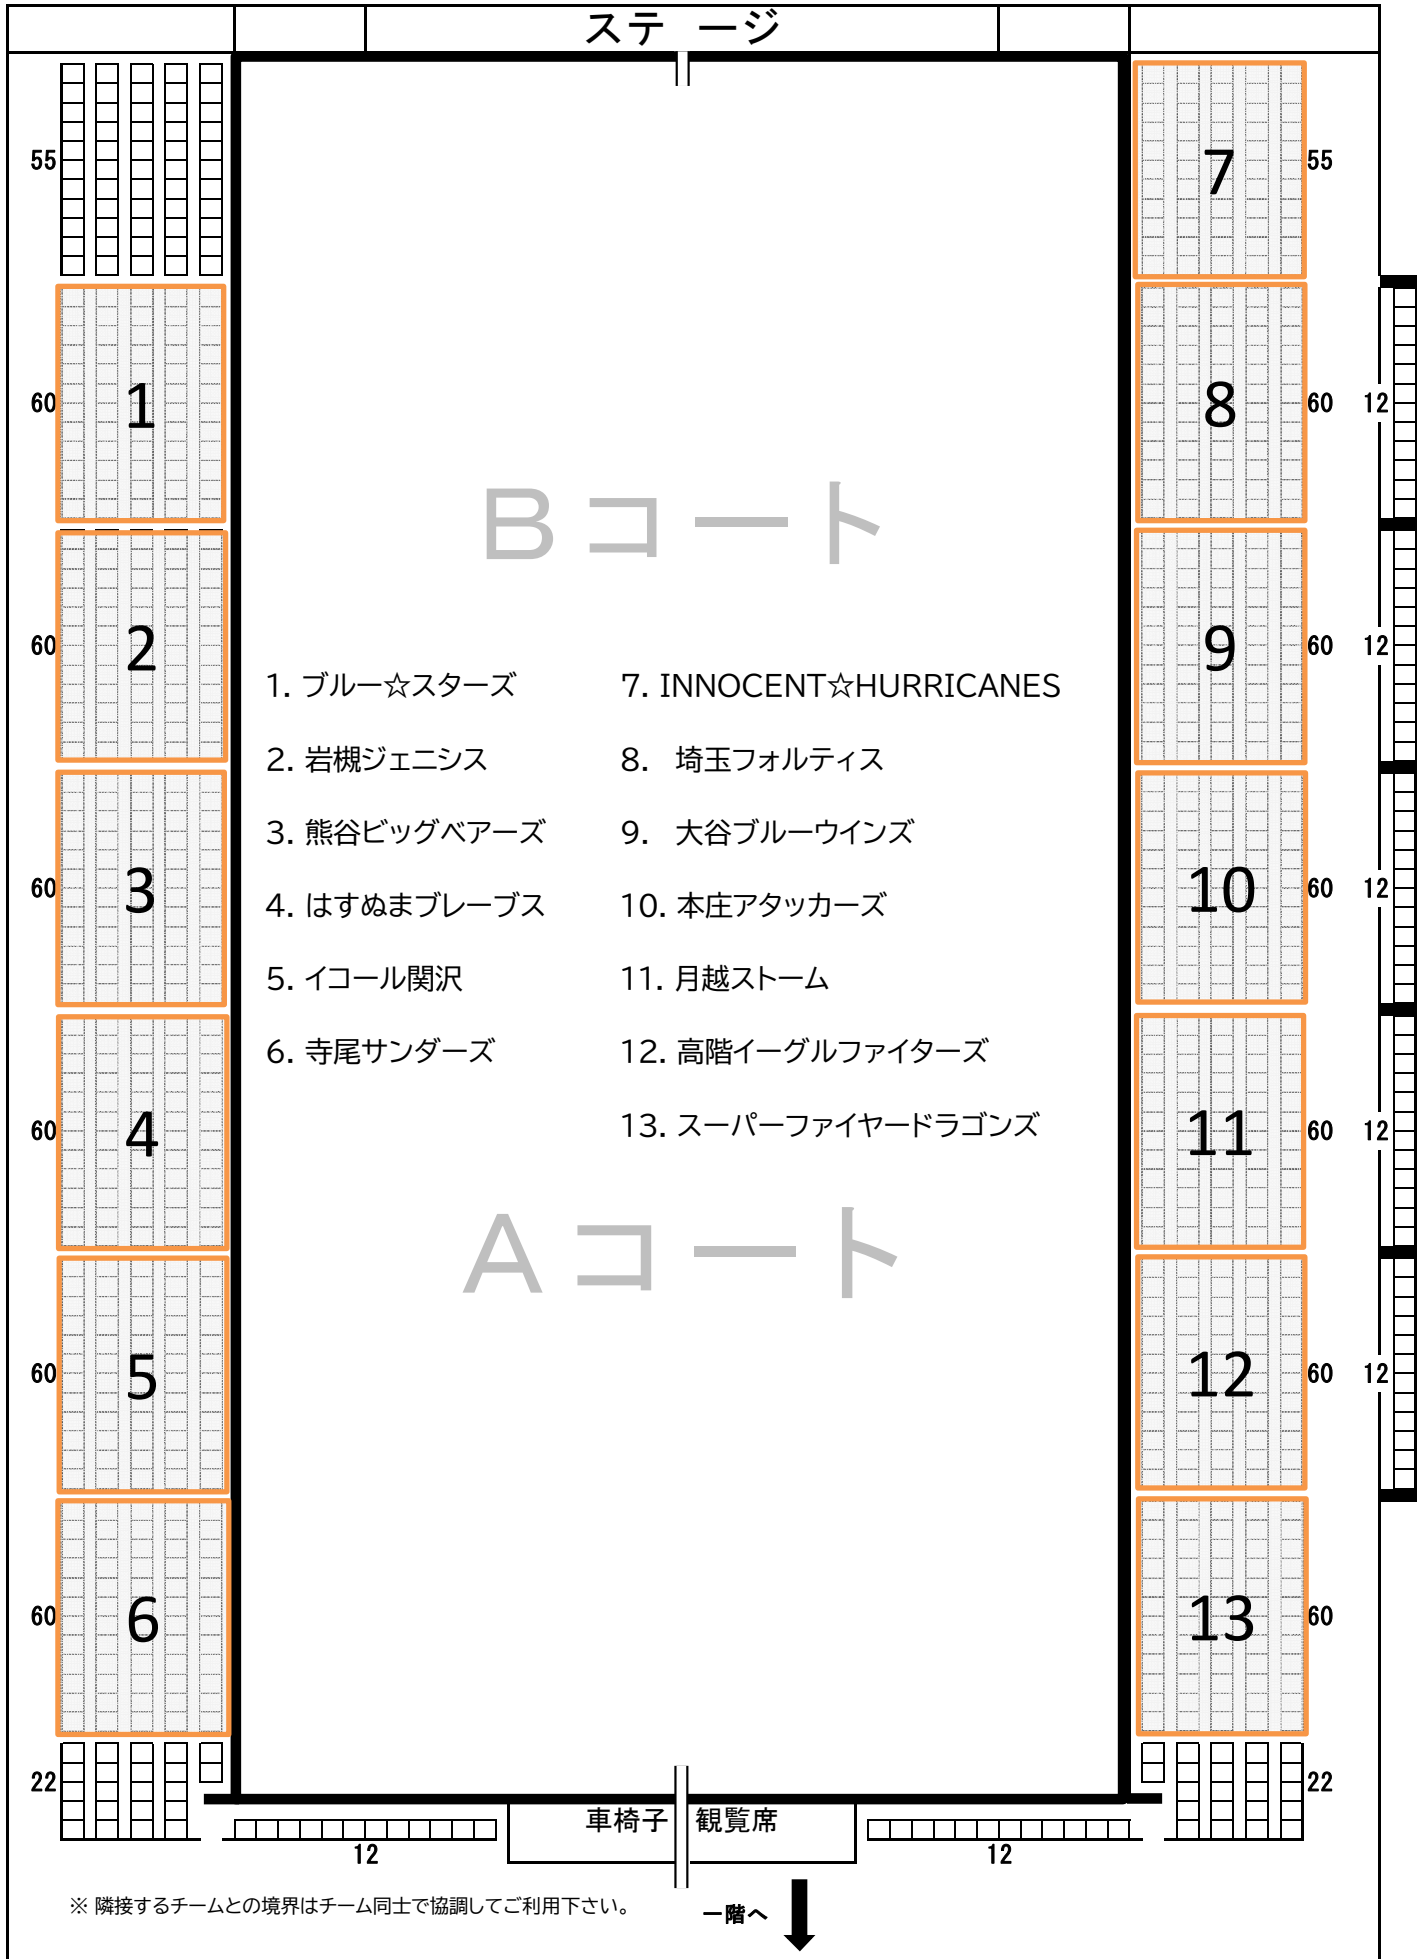 ステージ
55
7
55
1
60
8
60
12
Bコート
2
60
9
60
12
1. ブルー☆スターズ
7. INNOCENT☆HURRICANES
2. 岩槻ジェニシス
8. 埼玉フォルティス
3. 熊谷ビッグベアーズ
9. 大谷ブルーウインズ
4. はすぬまブレーブス
10. 本庄アタッカーズ
5. イコール関沢
11. 月越ストーム
6. 寺尾サンダーズ
12. 高階イーグルファイターズ
13. スーパーファイヤードラゴンズ
3
60
10
60
12
4
60
11
60
12
Aコート
5
60
12
60
12
6
60
13
60
22
22
車椅子 観覧席
12
12
※ 隣接するチームとの境界はチーム同士で協調してご利用下さい。
一階へ